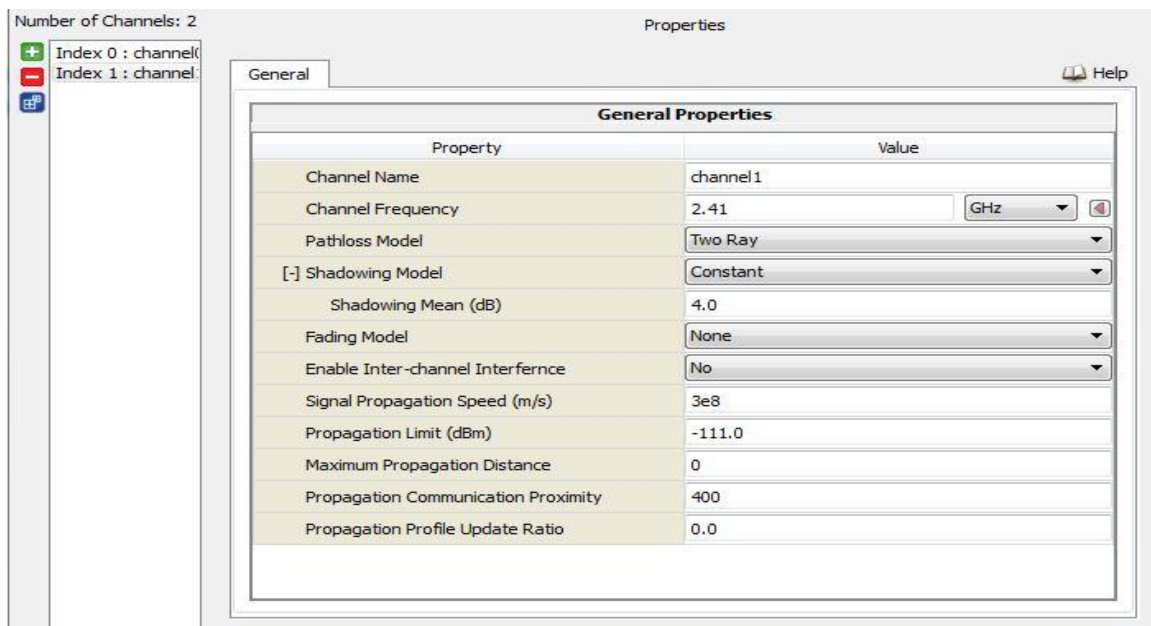 Number of Channels: 2
Properties
Index 0 : channel(
Index 1 : channel
General
Help
General Properties
Property Value
Channel Name channel1
Channel Frequency 2.41 GHz
Pathloss Model Two Ray
[-] Shadowing Model Constant
Shadowing Mean (dB) 4.0
Fading Model None
Enable Inter-channel Interfernce No
Signal Propagation Speed (m/s) 3e8
Propagation Limit (dBm) -111.0
Maximum Propagation Distance 0
Propagation Communication Proximity 400
Propagation Profile Update Ratio 0.0